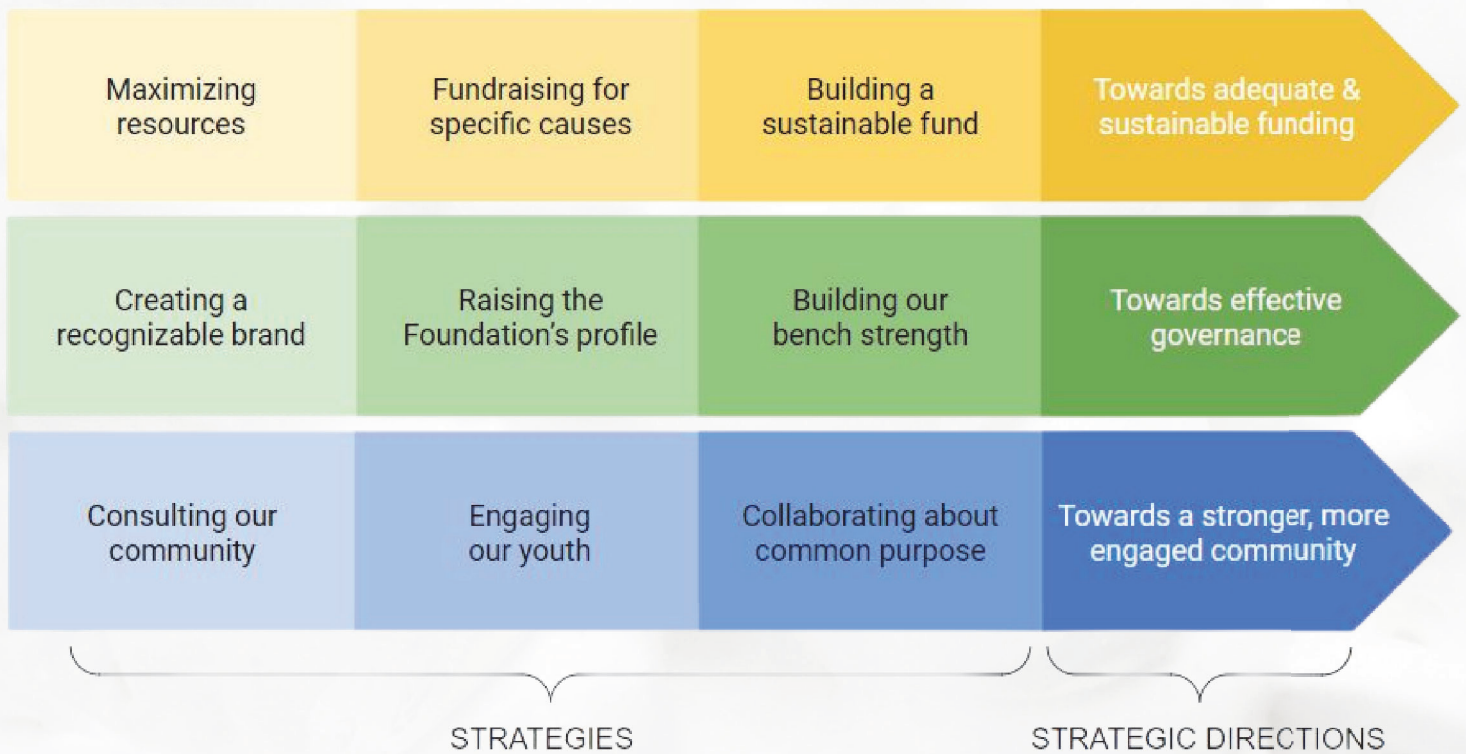 Maximizing
resources
Fundraising for
specific causes
Building a
sustainable fund
Towards adequate &
sustainable funding
Creating a
recognizable brand
Raising the
Foundation's profile
Building our
bench strength
Towards effective
governance
Consulting our
community
Engaging
our youth
Collaborating about
common purpose
Towards a stronger, more
engaged community
STRATEGIES
STRATEGIC DIRECTIONS